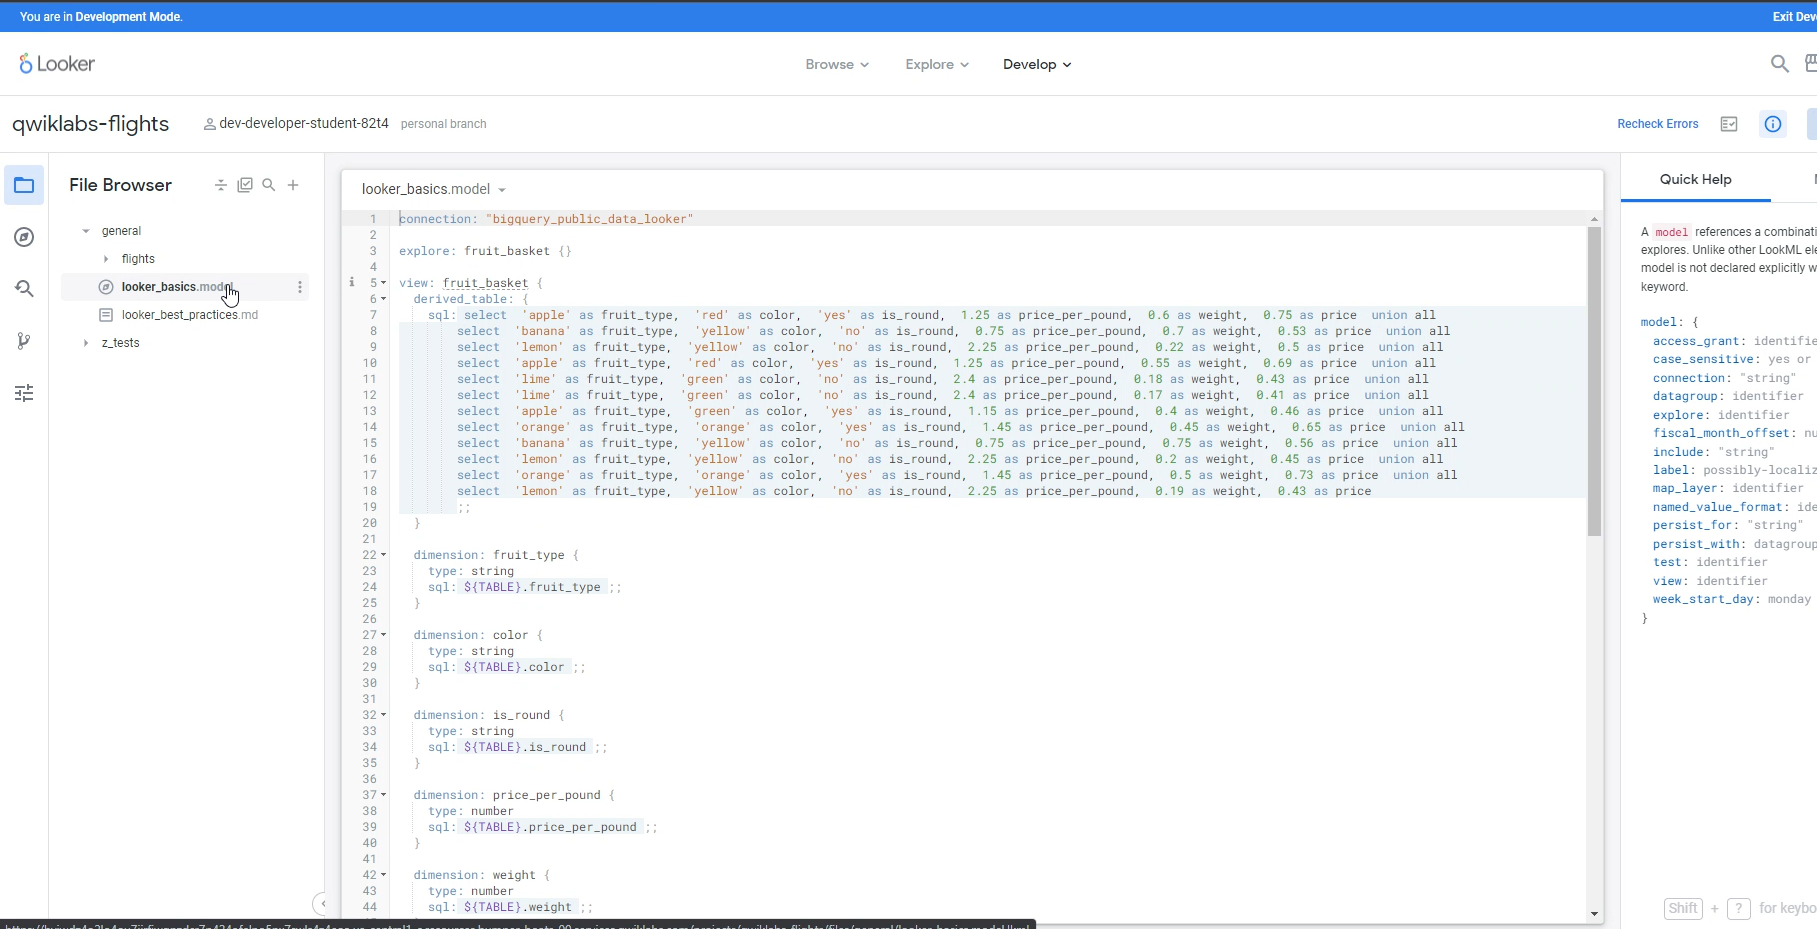 You are in Development Mode.
Exit Dev
Looker
Browse
Explore
Develop
qwiklabs-flights
dev-developer-student-82t4 personal branch
Recheck Errors
File Browser
general
flights
looker_basics.model
looker_best_practices.md
z_tests
looker_basics.model
1 connection: "bigquery_public_data_looker"
2
3 explore: fruit_basket {}
4
5 view: fruit_basket {
6 derived_table: {
7 sql: select 'apple' as fruit_type, 'red' as color, 'yes' as is_round, 1.25 as price_per_pound, 0.6 as weight, 0.75 as price union all
8 select 'banana' as fruit_type, 'yellow' as color, 'no' as is_round, 0.75 as price_per_pound, 0.7 as weight, 0.53 as price union all
9 select 'lemon' as fruit_type, 'yellow' as color, 'no' as is_round, 2.25 as price_per_pound, 0.22 as weight, 0.5 as price union all
10 select 'apple' as fruit_type, 'red' as color, 'yes' as is_round, 1.25 as price_per_pound, 0.55 as weight, 0.69 as price union all
11 select 'lime' as fruit_type, 'green' as color, 'no' as is_round, 2.4 as price_per_pound, 0.18 as weight, 0.43 as price union all
12 select 'lime' as fruit_type, 'green' as color, 'no' as is_round, 2.4 as price_per_pound, 0.17 as weight, 0.41 as price union all
13 select 'apple' as fruit_type, 'green' as color, 'yes' as is_round, 1.15 as price_per_pound, 0.4 as weight, 0.46 as price union all
14 select 'orange' as fruit_type, 'orange' as color, 'yes' as is_round, 1.45 as price_per_pound, 0.45 as weight, 0.65 as price union all
15 select 'banana' as fruit_type, 'yellow' as color, 'no' as is_round, 0.75 as price_per_pound, 0.75 as weight, 0.56 as price union all
16 select 'lemon' as fruit_type, 'yellow' as color, 'no' as is_round, 2.25 as price_per_pound, 0.2 as weight, 0.45 as price union all
17 select 'orange' as fruit_type, 'orange' as color, 'yes' as is_round, 1.45 as price_per_pound, 0.5 as weight, 0.73 as price union all
18 select 'lemon' as fruit_type, 'yellow' as color, 'no' as is_round, 2.25 as price_per_pound, 0.19 as weight, 0.43 as price
19 ;;
20 }
21
22 dimension: fruit_type {
23 type: string
24 sql: ${TABLE}.fruit_type ;;
25 }
26
27 dimension: color {
28 type: string
29 sql: ${TABLE}.color ;;
30 }
31
32 dimension: is_round {
33 type: string
34 sql: ${TABLE}.is_round ;;
35 }
36
37 dimension: price_per_pound {
38 type: number
39 sql: ${TABLE}.price_per_pound ;;
40 }
41
42 dimension: weight {
43 type: number
44 sql: ${TABLE}.weight ;;
Quick Help
A model references a combinati
explores. Unlike other LookML ele
model is not declared explicitly w
keyword.
model: {
access_grant: identifie
case_sensitive: yes or
connection: "string"
datagroup: identifier
explore: identifier
fiscal_month_offset: nu
include: "string"
label: possibly-localiz
map_layer: identifier
named_value_format: ide
persist_for: "string"
persist_with: datagroup
test: identifier
view: identifier
week_start_day: monday
}
Shift + ? for keybo